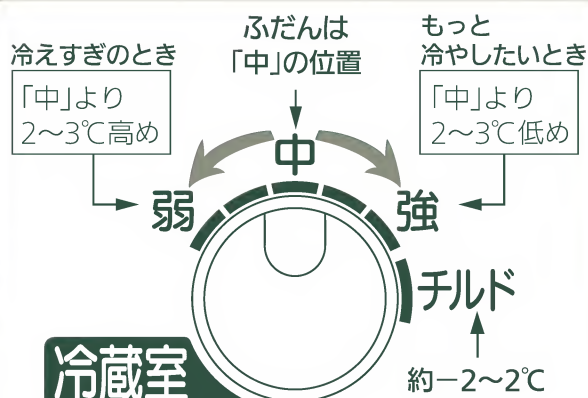 冷えすぎのとき
「中」より
2〜3℃高め
ふだんは
「中」の位置
もっと
冷やしたいとき
「中」より
2〜3℃低め
中
弱
強
チルド
約−2〜2℃
冷蔵室